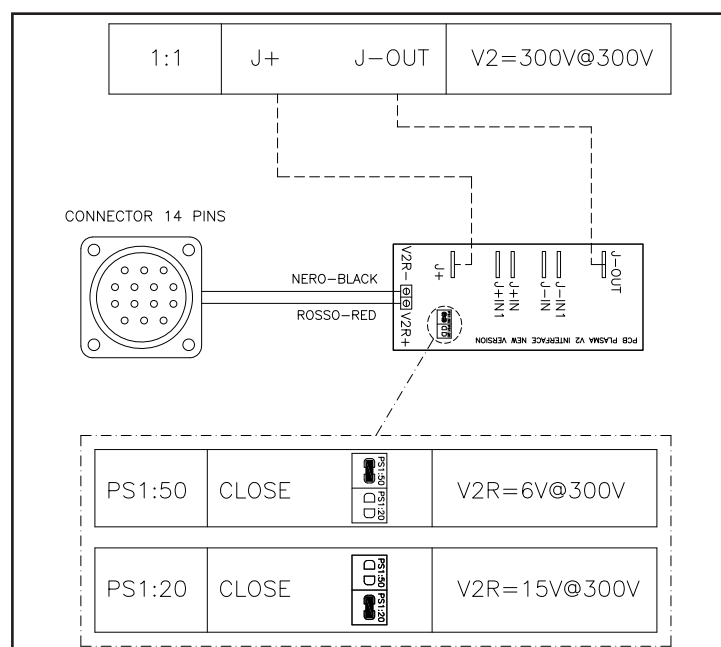 1:1 J+ J-OUT V2=300V@300V
CONNECTOR 14 PINS
NERO-BLACK
ROSSO-RED
V2R-
V2R+
J+
J+IN1
J+IN
J-IN
J-IN1
J-OUT
PCB PLASMA V2 INTERFACE NEW VERSION
PS1:50 CLOSE PS1:50 PS1:20 V2R=6V@300V
PS1:20 CLOSE PS1:50 PS1:20 V2R=15V@300V